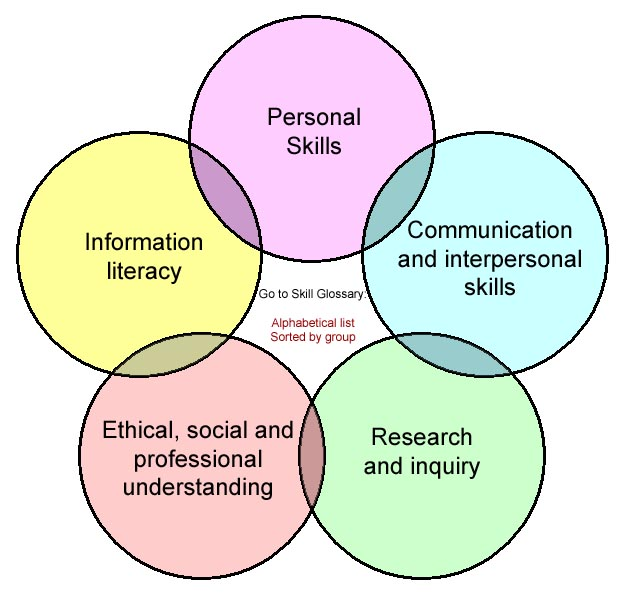 Personal
Skills
Information
literacy
Communication
and interpersonal
skills
Go to Skill Glossary.
Alphabetical list
Sorted by group
Ethical, social and
professional
understanding
Research
and inquiry